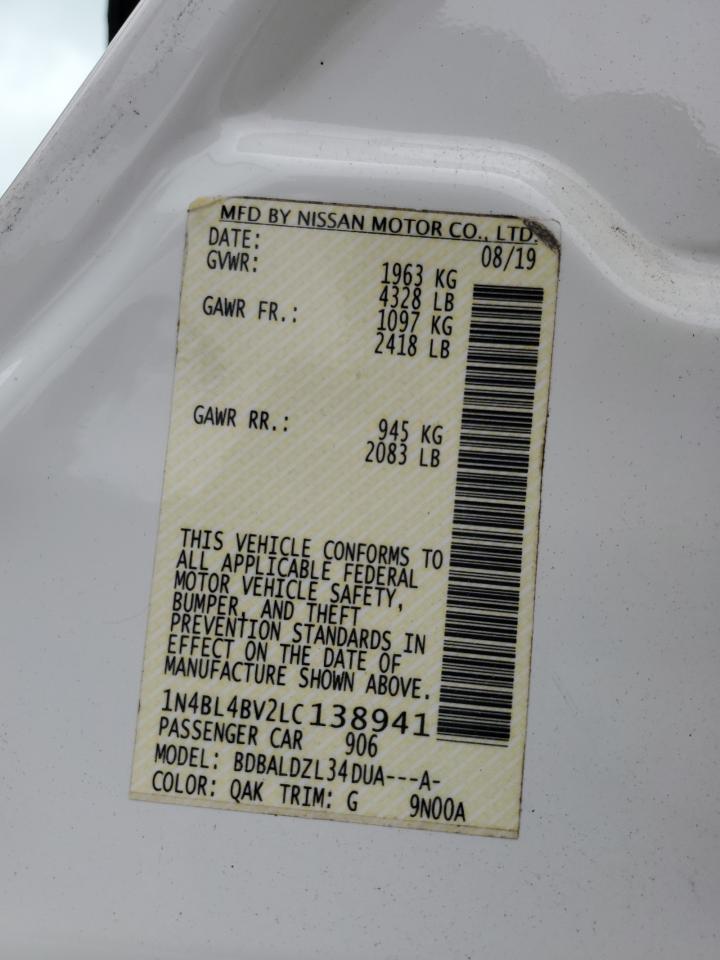 MFD BY NISSAN MOTOR CO., LTD.
DATE: 08/19
GVWR: 1963 KG
4328 LB
GAWR FR.: 1097 KG
2418 LB
GAWR RR.: 945 KG
2083 LB
THIS VEHICLE CONFORMS TO
ALL APPLICABLE FEDERAL
MOTOR VEHICLE SAFETY,
BUMPER, AND THEFT
PREVENTION STANDARDS IN
EFFECT ON THE DATE OF
MANUFACTURE SHOWN ABOVE.
1N4BL4BV2LC138941
PASSENGER CAR 906
MODEL: BDBALDZL34DUA---A-
COLOR: QAK TRIM: G 9N00A